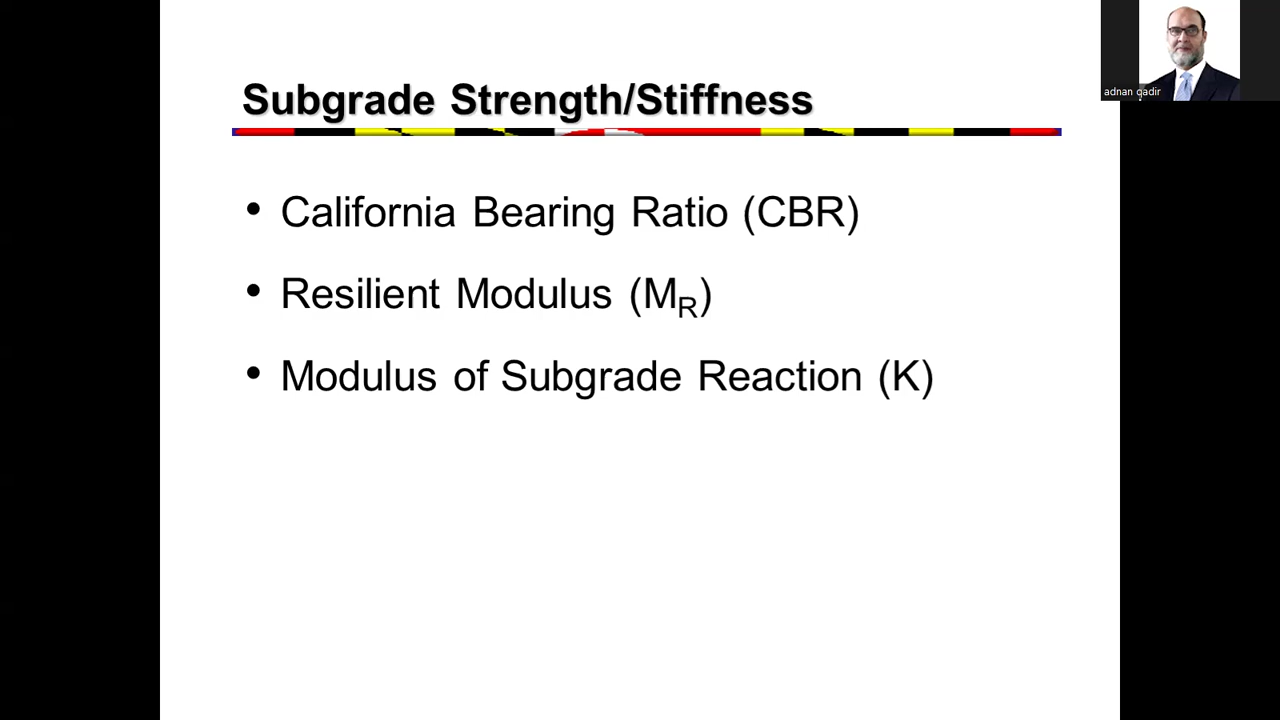 Subgrade Strength/Stiffness
adnan qadir
• California Bearing Ratio (CBR)
• Resilient Modulus (MR)
• Modulus of Subgrade Reaction (K)